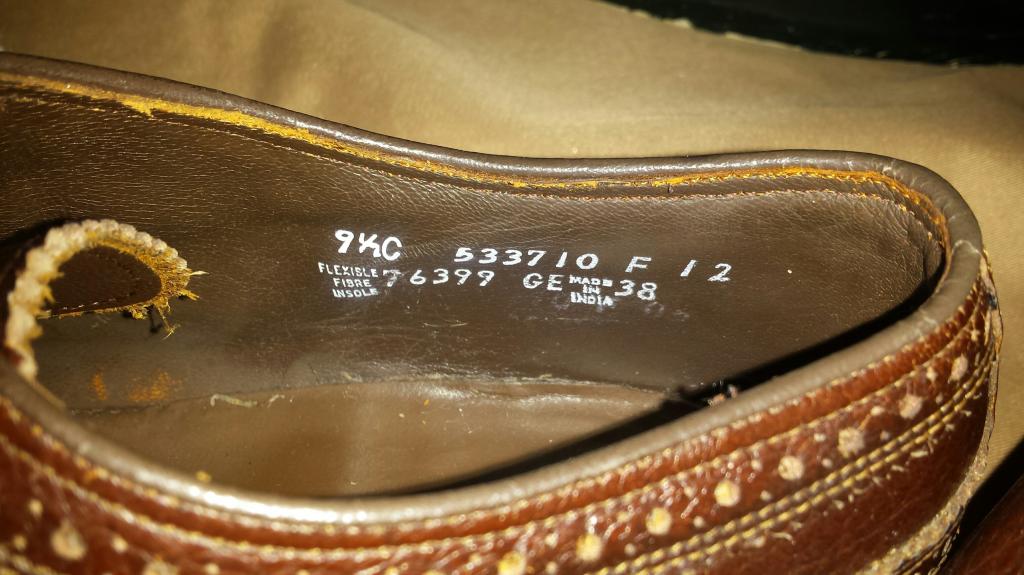 9½C 533710 F 12
FLEXIBLE FIBRE INSOLE 76399 GE MADE IN INDIA 38